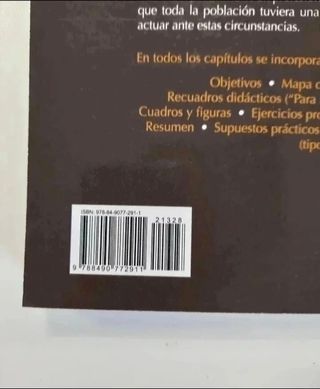 que toda la población tuviera una
actuar ante estas circunstancias.
En todos los capítulos se incorpora
Objetivos • Mapa
Recuadros didácticos ("Para
Cuadros y figuras • Ejercicios
Resumen • Supuestos prácticos
ISBN: 978-84-9077-291-1
21328
9 788490 772911